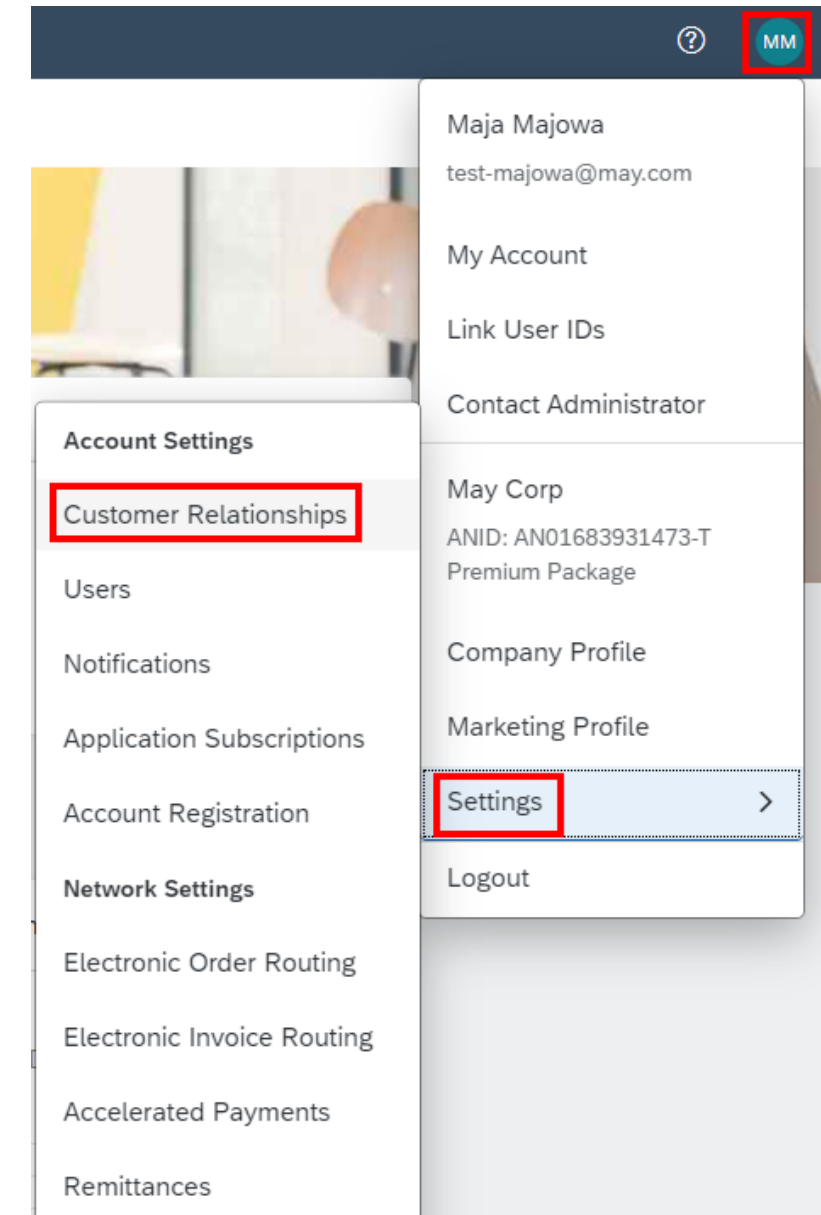 MM
Maja Majowa
test-majowa@may.com
My Account
Link User IDs
Contact Administrator
May Corp
ANID: AN01683931473-T
Premium Package
Company Profile
Marketing Profile
Settings
Logout
Account Settings
Customer Relationships
Users
Notifications
Application Subscriptions
Account Registration
Network Settings
Electronic Order Routing
Electronic Invoice Routing
Accelerated Payments
Remittances